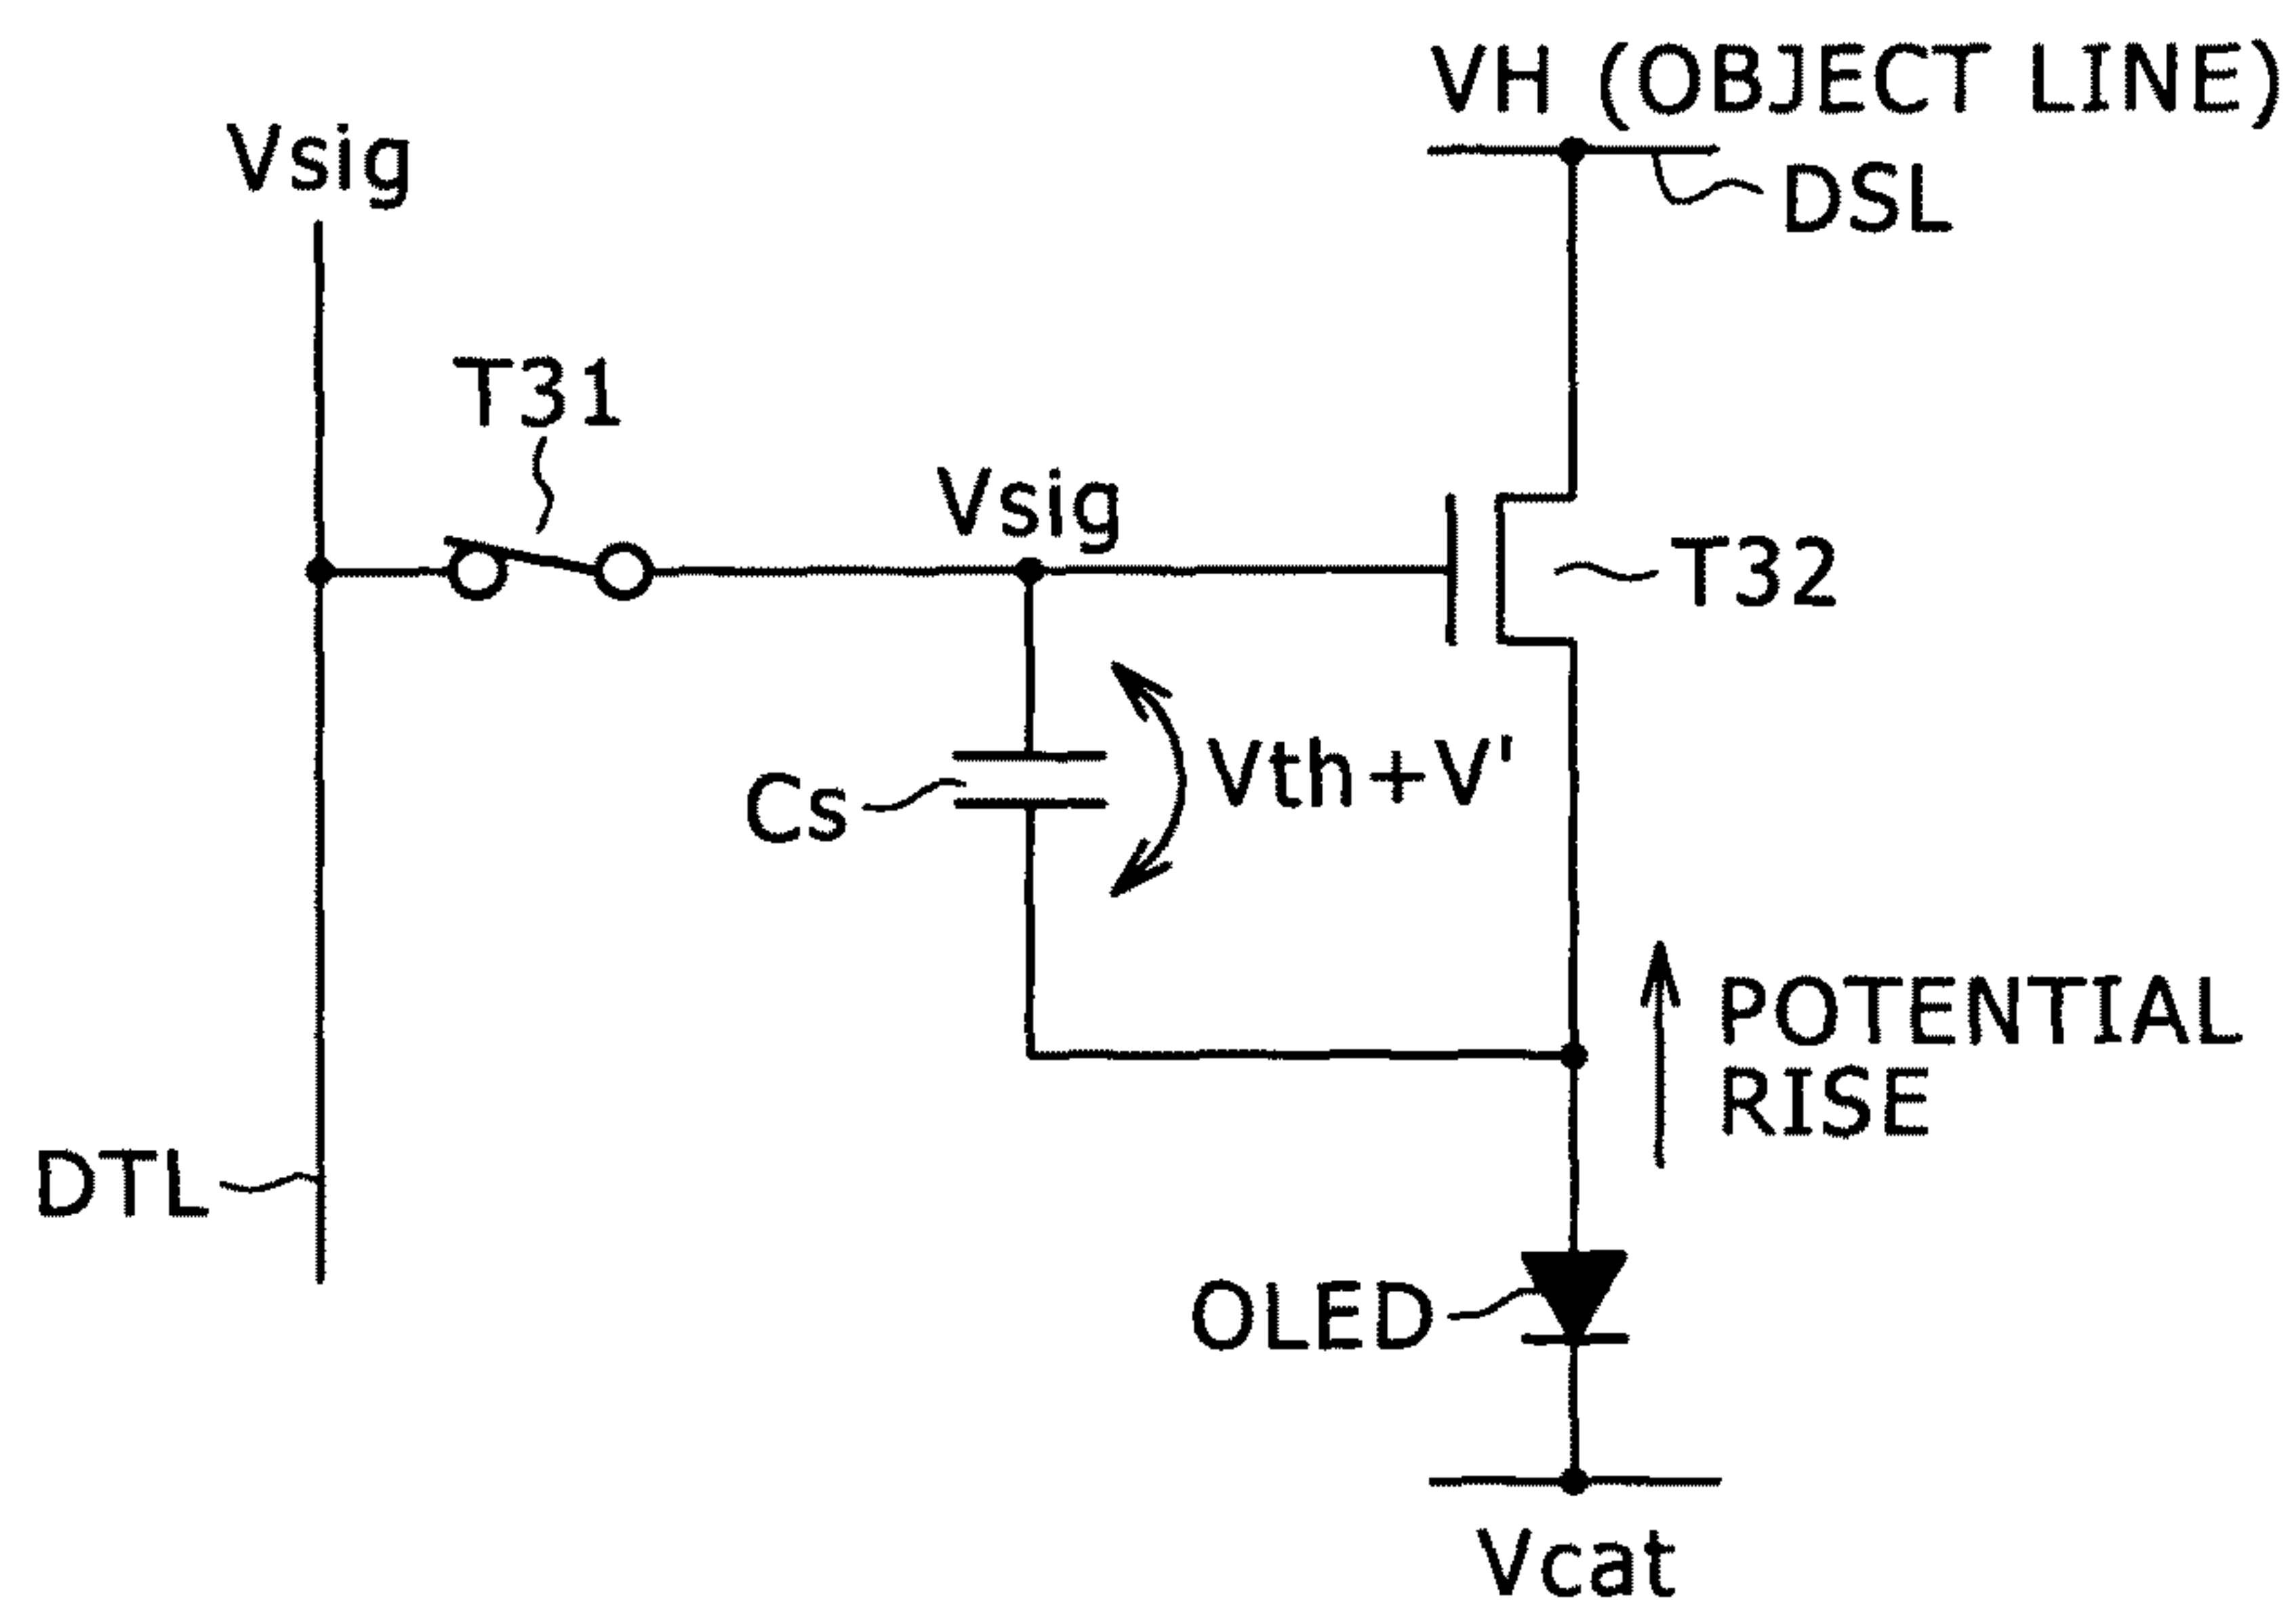 VH (OBJECT LINE)
Vsig
DSL
T31
Vsig
T32
Vth+V'
Cs
POTENTIAL
RISE
DTL
OLED
Vcat